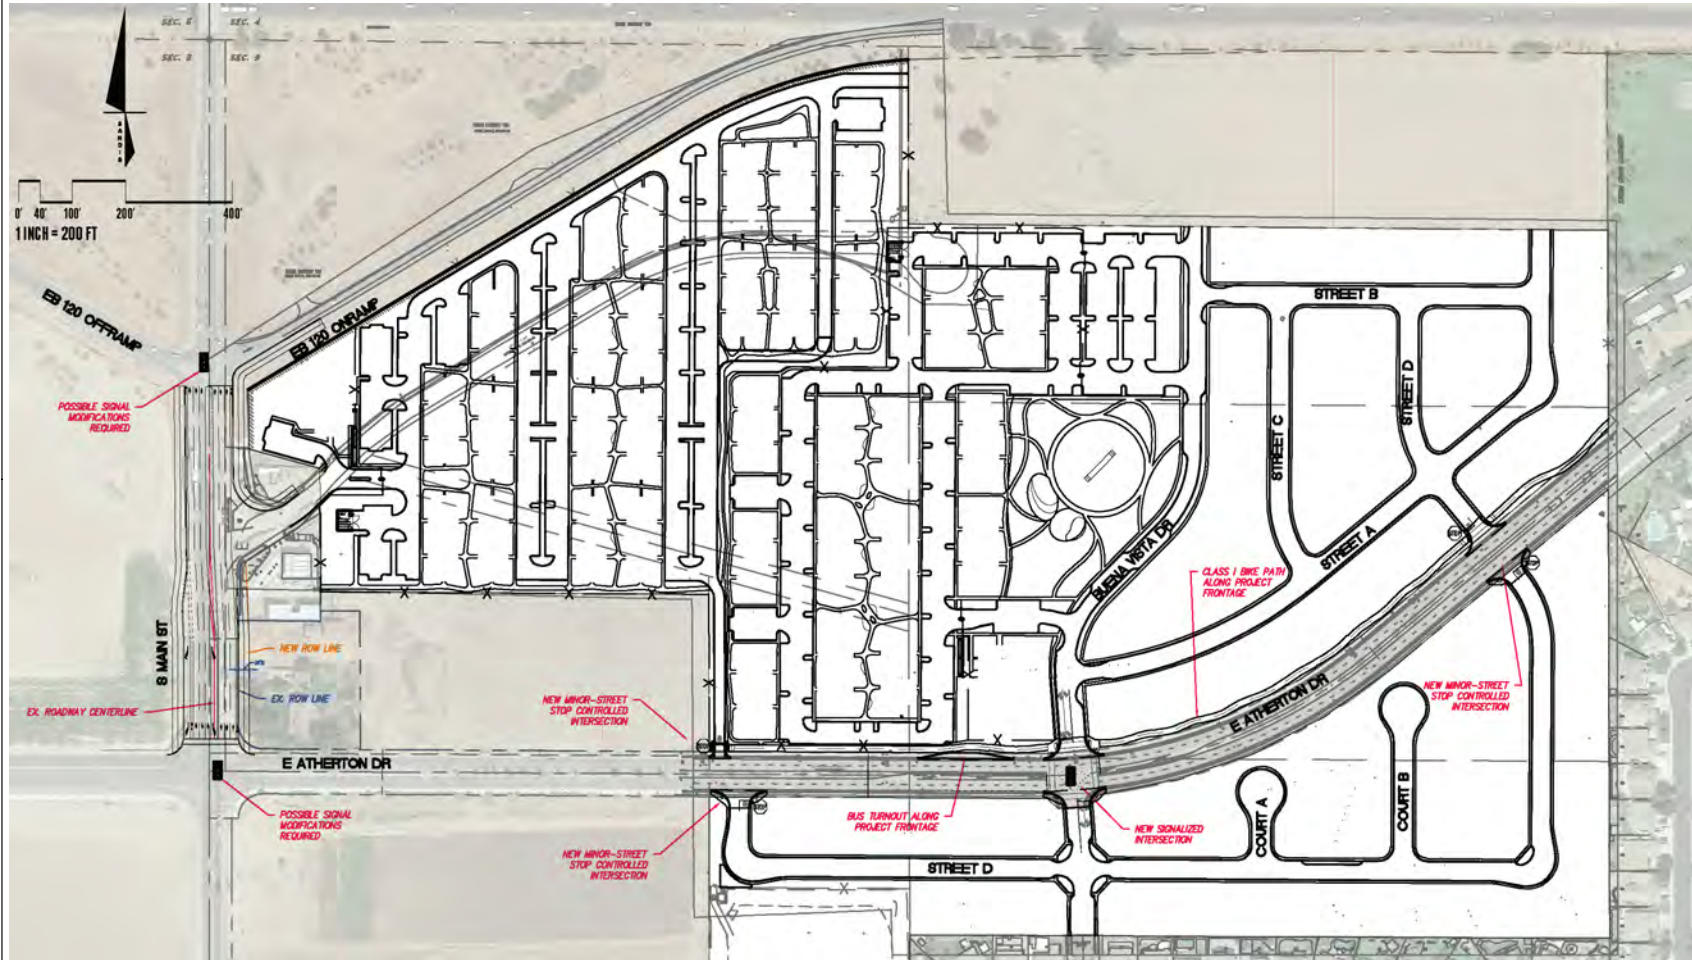 SEC. 5
SEC. 4
SEC. 8
SEC. 9
SANDIS
0' 40' 100' 200' 400'
1 INCH = 200 FT
EB 120 OFFRAMP
EB 120 ONRAMP
POSSIBLE SIGNAL
MODIFICATIONS
REQUIRED
S MAIN ST
NEW ROW LINE
EX. ROW LINE
EX. ROADWAY CENTERLINE
E ATHERTON DR
POSSIBLE SIGNAL
MODIFICATIONS
REQUIRED
NEW MINOR-STREET
STOP CONTROLLED
INTERSECTION
NEW MINOR-STREET
STOP CONTROLLED
INTERSECTION
BUS TURNOUT ALONG
PROJECT FRONTAGE
NEW SIGNALIZED
INTERSECTION
STREET D
COURT A
COURT B
E ATHERTON DR
NEW MINOR-STREET
STOP CONTROLLED
INTERSECTION
CLASS I BIKE PATH
ALONG PROJECT
FRONTAGE
BUENA VISTA DR
STREET A
STREET B
STREET C
STREET D
STOP
STOP
STOP